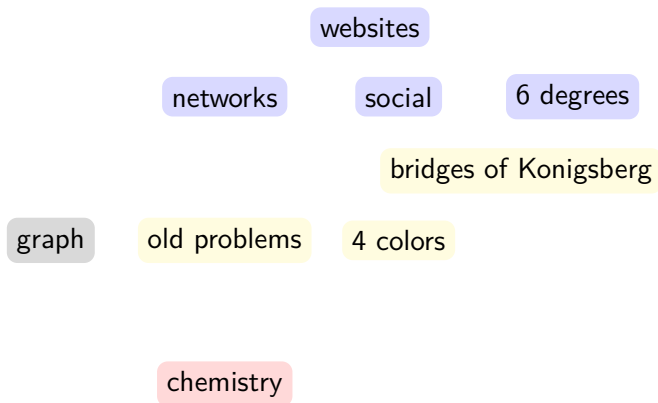 websites
networks
social
6 degrees
bridges of Konigsberg
graph
old problems
4 colors
chemistry